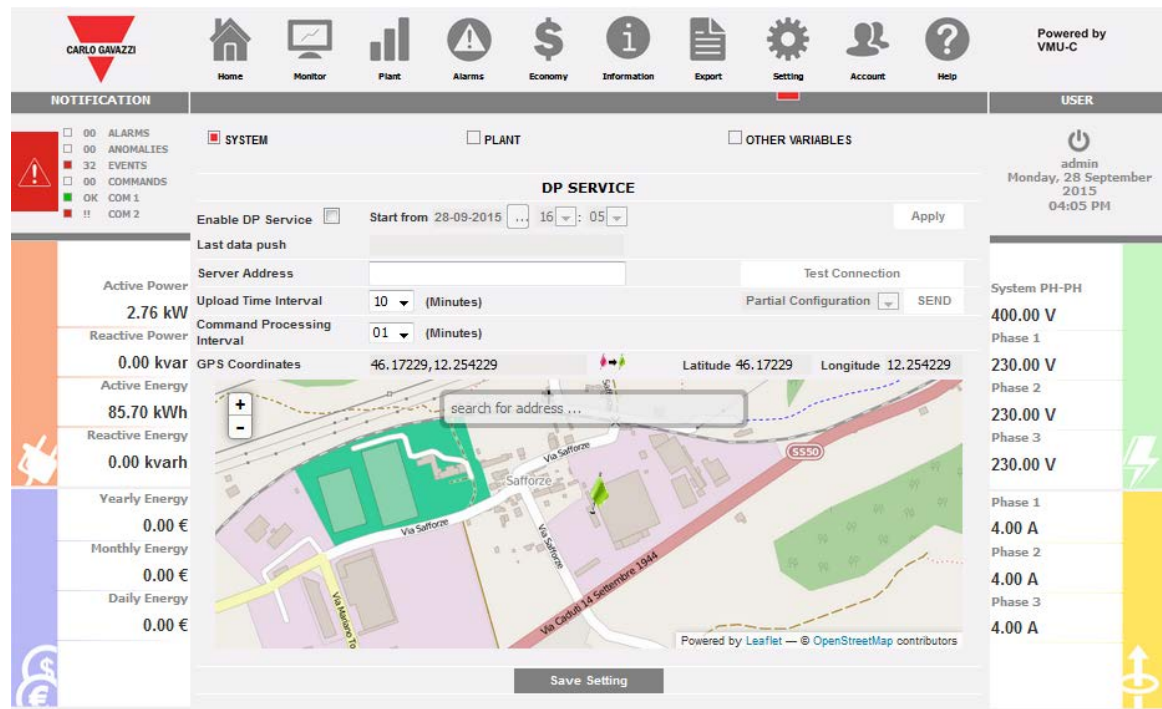 CARLO GAVAZZI
Home Monitor Plant Alarms Economy Information Export Setting Account Help
Powered by
VMU-C
NOTIFICATION
USER
00 ALARMS
00 ANOMALIES
32 EVENTS
00 COMMANDS
OK COM 1
!! COM 2
SYSTEM PLANT OTHER VARIABLES
admin
Monday, 28 September
2015
04:05 PM
DP SERVICE
Enable DP Service Start from 28-09-2015 ... 16 : 05 Apply
Last data push
Server Address Test Connection
Upload Time Interval 10 (Minutes) Partial Configuration SEND
Command Processing
Interval 01 (Minutes)
GPS Coordinates 46.17229,12.254229 Latitude 46.17229 Longitude 12.254229
Active Power
2.76 kW
Reactive Power
0.00 kvar
Active Energy
85.70 kWh
Reactive Energy
0.00 kvarh
Yearly Energy
0.00 €
Monthly Energy
0.00 €
Daily Energy
0.00 €
+
-
search for address ...
SS50
Via Safforze
Safforze
Via Safforze
Via Safforze
Via Caduti 14 Settembre 1944
Via Mariano To
Powered by Leaflet — © OpenStreetMap contributors
Save Setting
System PH-PH
400.00 V
Phase 1
230.00 V
Phase 2
230.00 V
Phase 3
230.00 V
Phase 1
4.00 A
Phase 2
4.00 A
Phase 3
4.00 A